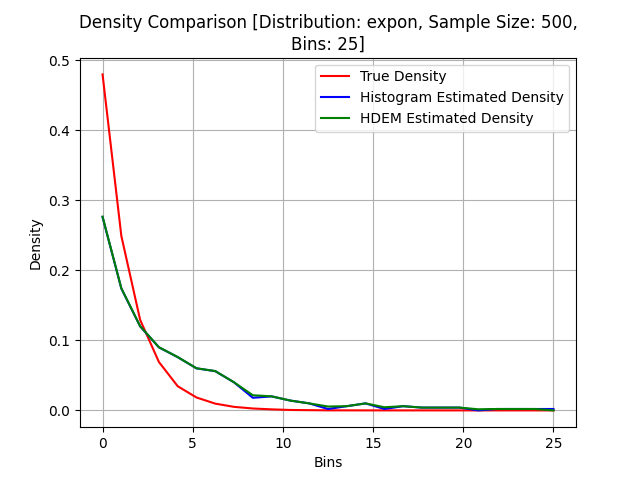 Density Comparison [Distribution: expon, Sample Size: 500,
Bins: 25]
True Density
Histogram Estimated Density
HDEM Estimated Density
Density
0.5
0.4
0.3
0.2
0.1
0.0
0 5 10 15 20 25
Bins